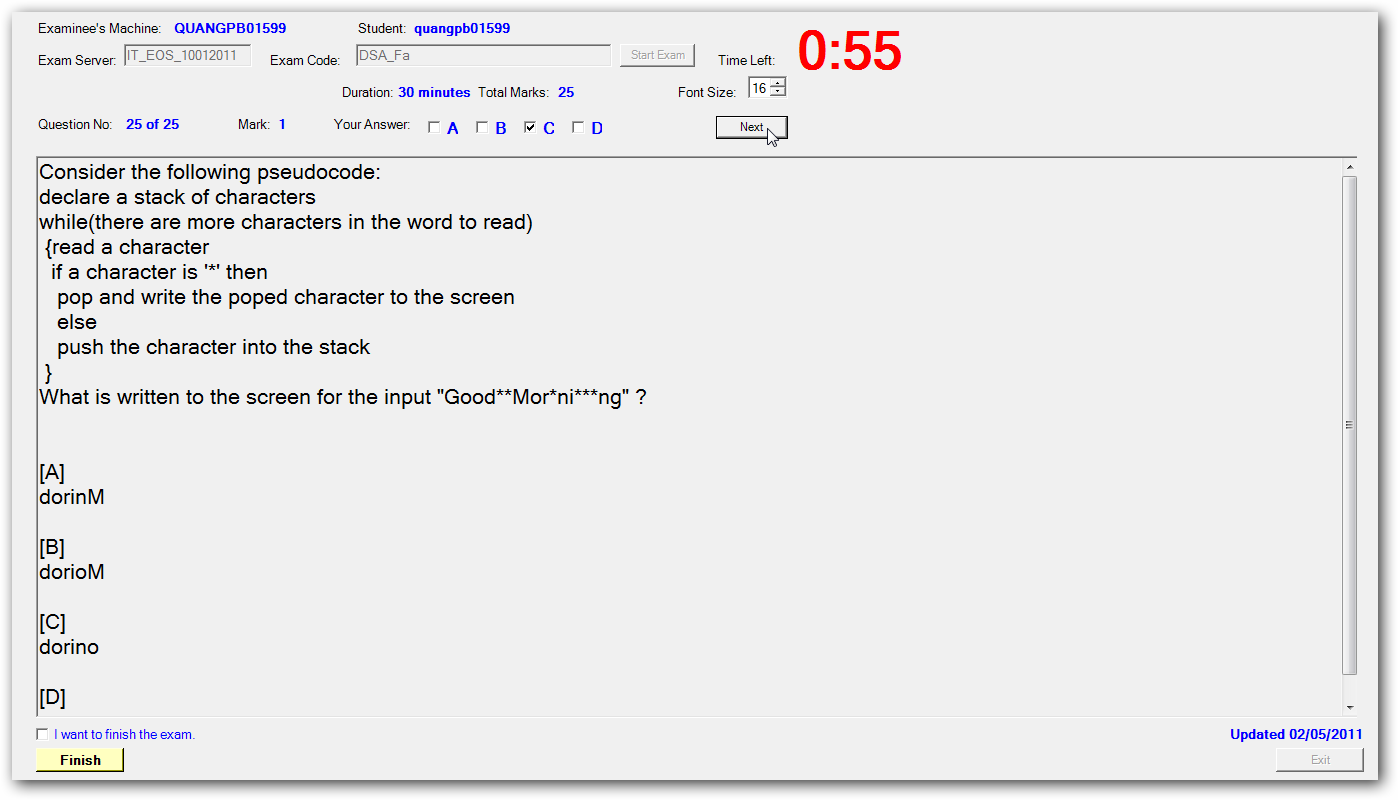 Examinee's Machine: QUANGPB01599 Student: quangpb01599
Exam Server: IT_EOS_10012011 Exam Code: DSA_Fa Start Exam Time Left: 0:55
Duration: 30 minutes Total Marks: 25 Font Size: 16
Question No: 25 of 25 Mark: 1 Your Answer: A B C D Next
Consider the following pseudocode:
declare a stack of characters
while(there are more characters in the word to read)
{read a character
if a character is '*' then
pop and write the poped character to the screen
else
push the character into the stack
}
What is written to the screen for the input "Good**Mor*ni***ng" ?
[A]
dorinM
[B]
dorioM
[C]
dorino
[D]
I want to finish the exam. Updated 02/05/2011
Finish Exit